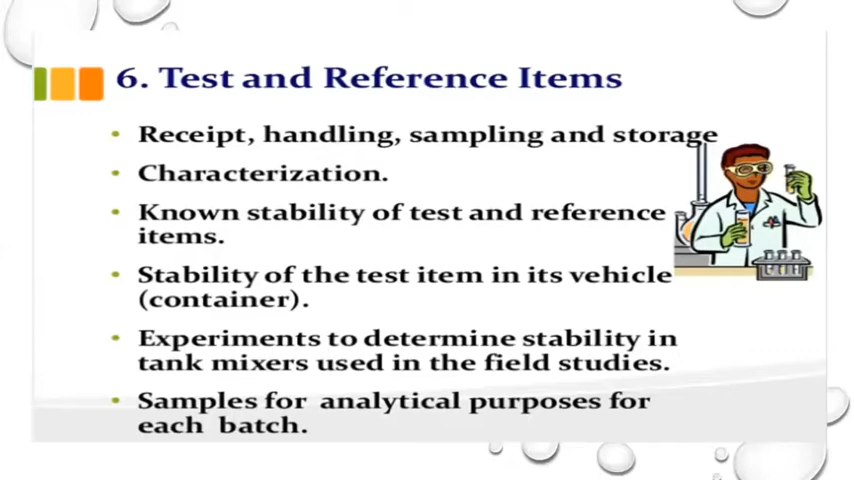 6. Test and Reference Items
• Receipt, handling, sampling and storage
• Characterization.
• Known stability of test and reference
items.
• Stability of the test item in its vehicle
(container).
• Experiments to determine stability in
tank mixers used in the field studies.
• Samples for analytical purposes for
each batch.